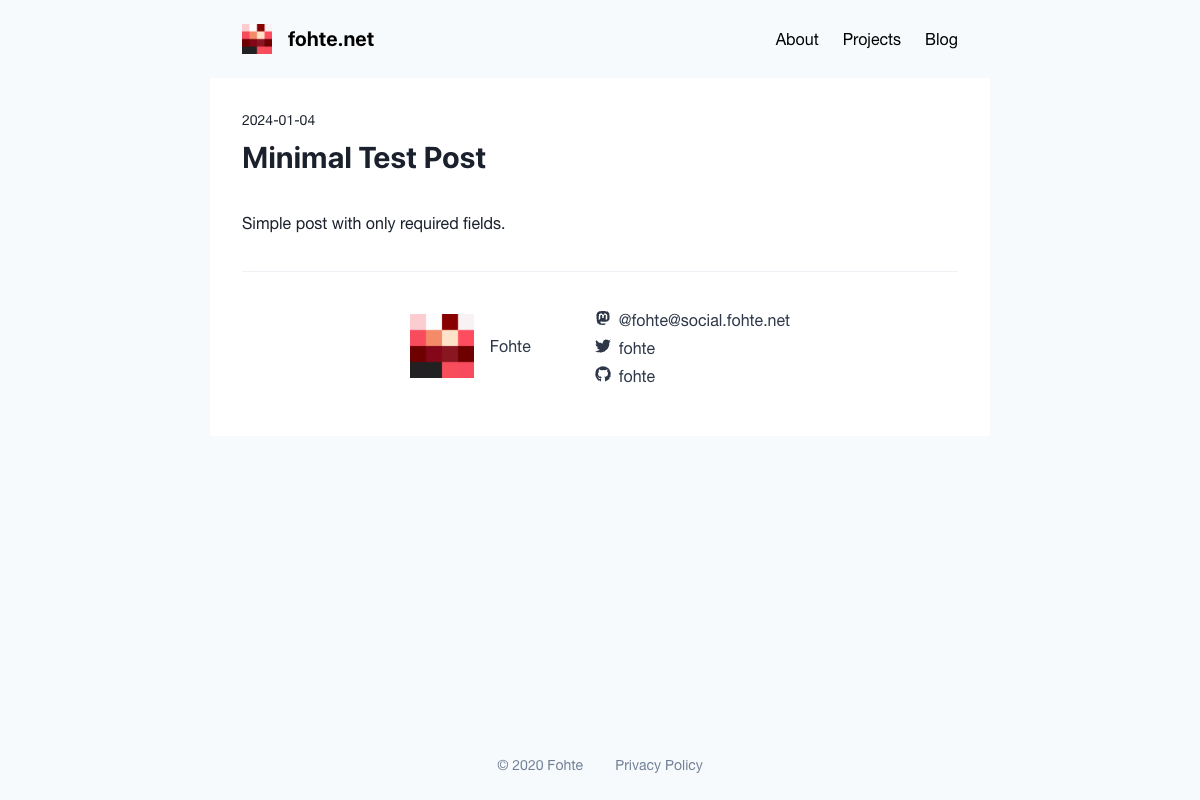 fohte.net
About Projects Blog
2024-01-04
Minimal Test Post
Simple post with only required fields.
Fohte
@fohte@social.fohte.net
fohte
fohte
© 2020 Fohte Privacy Policy